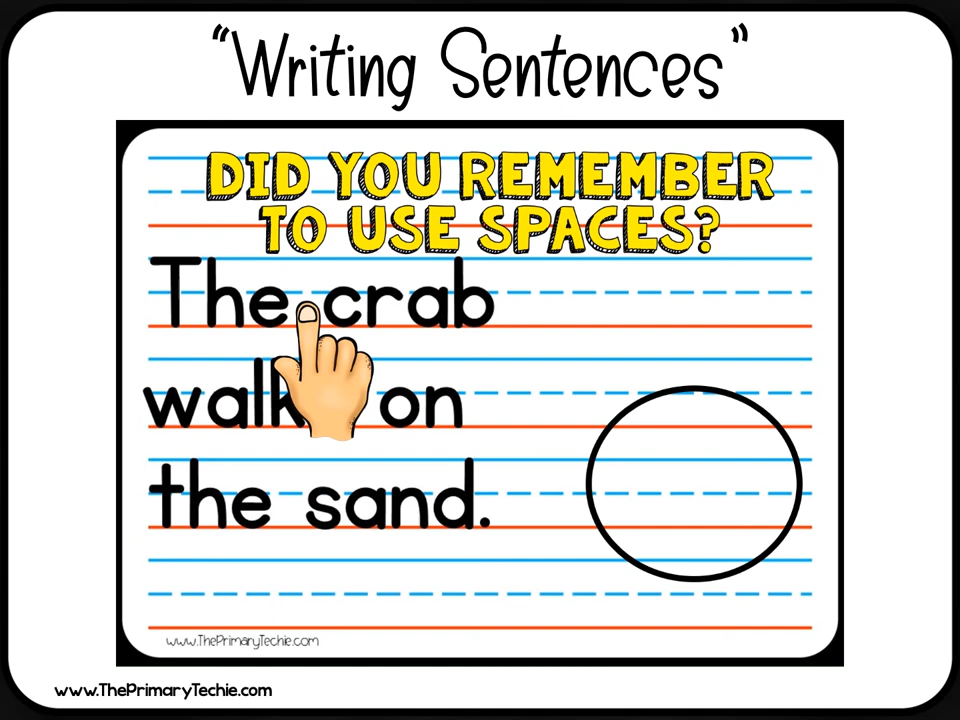 “Writing Sentences”
DID YOU REMEMBER
TO USE SPACES?
The crab
walk on
the sand.
www.ThePrimaryTechie.com
www.ThePrimaryTechie.com